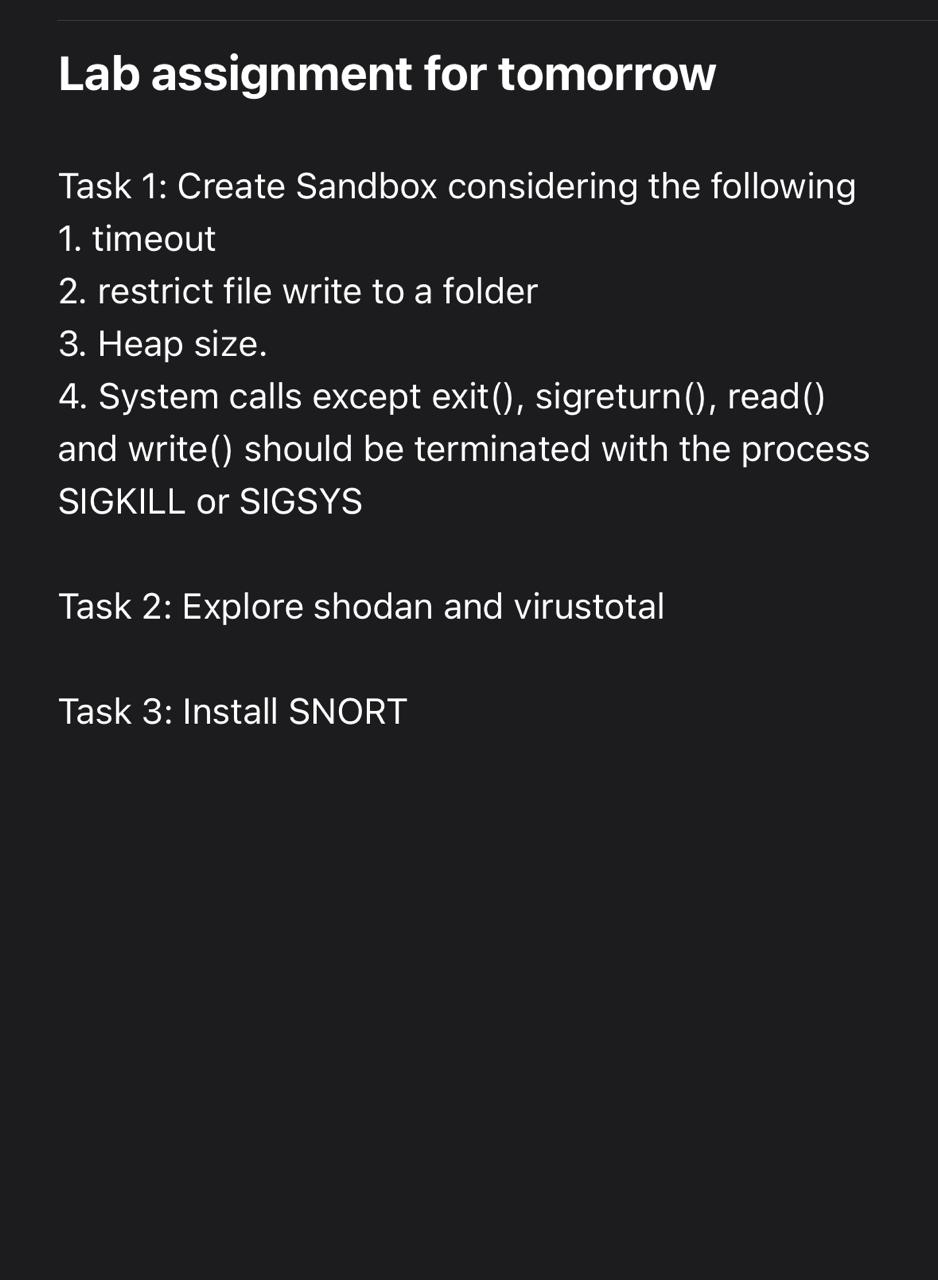 Lab assignment for tomorrow
Task 1: Create Sandbox considering the following
1. timeout
2. restrict file write to a folder
3. Heap size.
4. System calls except exit(), sigreturn(), read()
and write() should be terminated with the process
SIGKILL or SIGSYS
Task 2: Explore shodan and virustotal
Task 3: Install SNORT